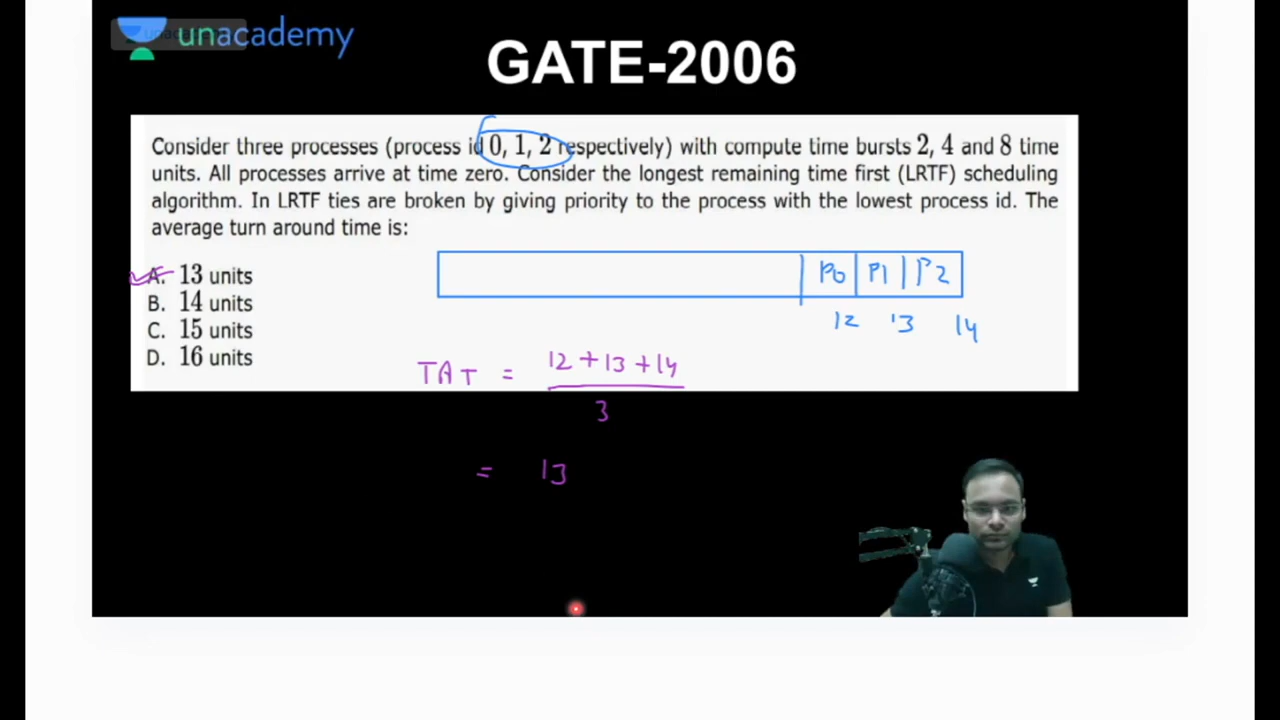 unacademy
GATE-2006
Consider three processes (process id 0, 1, 2 respectively) with compute time bursts 2, 4 and 8 time
units. All processes arrive at time zero. Consider the longest remaining time first (LRTF) scheduling
algorithm. In LRTF ties are broken by giving priority to the process with the lowest process id. The
average turn around time is:
A. 13 units
B. 14 units
C. 15 units
D. 16 units
P0 P1 P2
12 13 14
TAT = 12 + 13 + 14
3
= 13